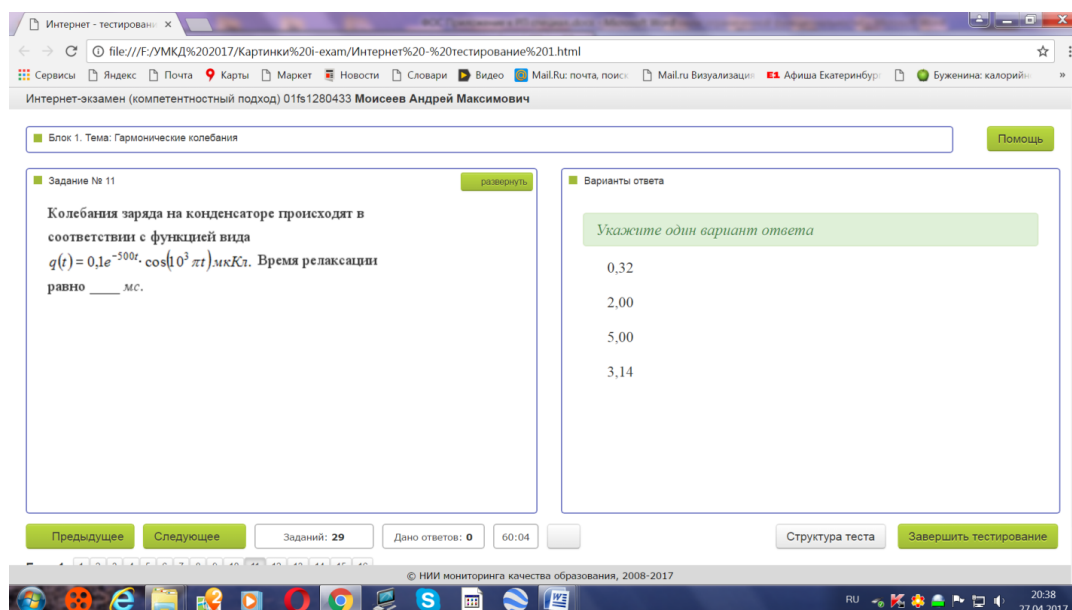 Интернет - тестировани
file:///F:/УМКД%202017/Картинки%20i-exam/Интернет%20-%20тестирование%201.html
Сервисы Яндекс Почта Карты Маркет Новости Словари Видео Mail.Ru: почта, поиск Mail.ru Визуализация E1 Афиша Екатеринбург Буженина: калорийн »
Интернет-экзамен (компетентностный подход) 01fs1280433 Моисеев Андрей Максимович
Блок 1. Тема: Гармонические колебания
Помощь
Задание № 11
развернуть
Колебания заряда на конденсаторе происходят в
соответствии с функцией вида
q(t) = 0,1e^{-500t} · cos(10^3 πt) мкКл. Время релаксации
равно ____ мс.
Варианты ответа
Укажите один вариант ответа
0,32
2,00
5,00
3,14
Предыдущее Следующее Заданий: 29 Дано ответов: 0 60:04 Структура теста Завершить тестирование
© НИИ мониторинга качества образования, 2008-2017
RU 20:38
27.04.2017